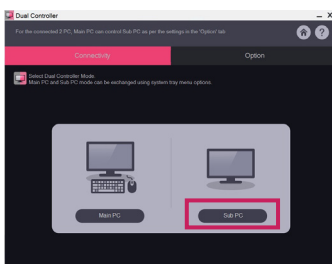 Dual Controller
For the connected 2 PC, Main PC can control Sub PC as per the settings in the 'Option' tab
Connectivity
Option
Select Dual Controller Mode.
Main PC and Sub PC mode can be exchanged using system tray menu options.
Main PC
Sub PC